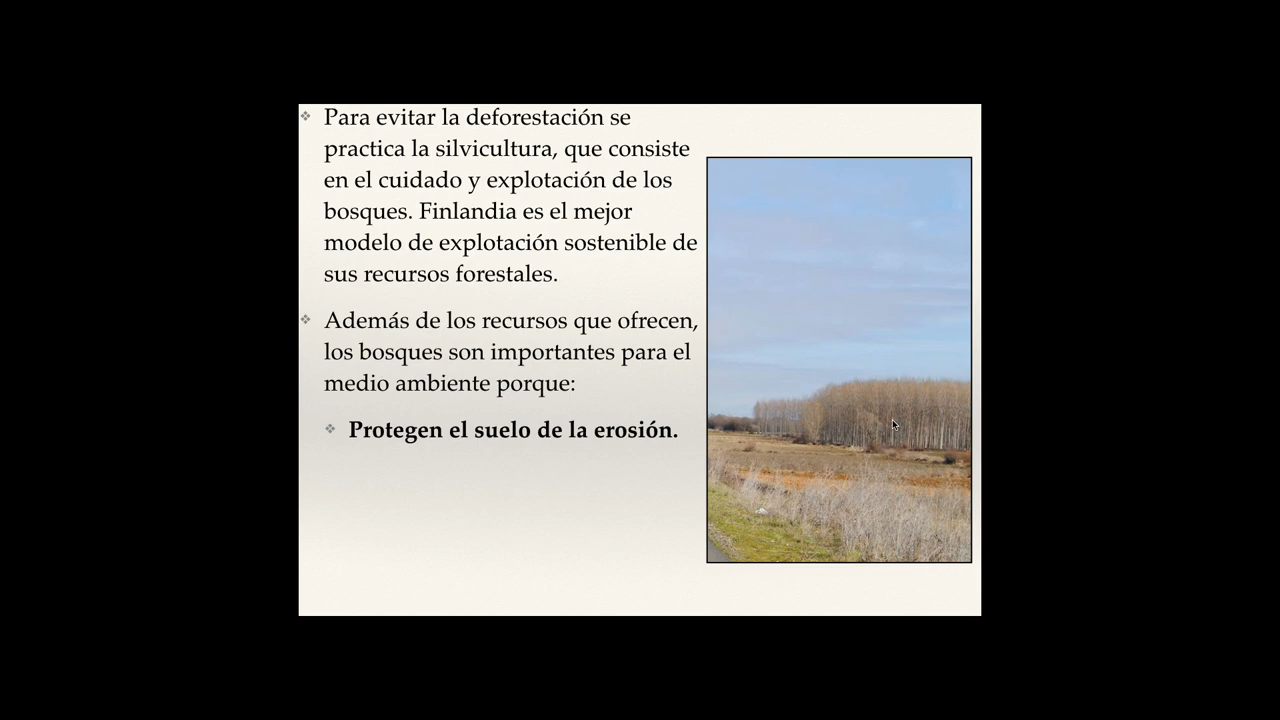 Para evitar la deforestación se
practica la silvicultura, que consiste
en el cuidado y explotación de los
bosques. Finlandia es el mejor
modelo de explotación sostenible de
sus recursos forestales.
Además de los recursos que ofrecen,
los bosques son importantes para el
medio ambiente porque:
Protegen el suelo de la erosión.